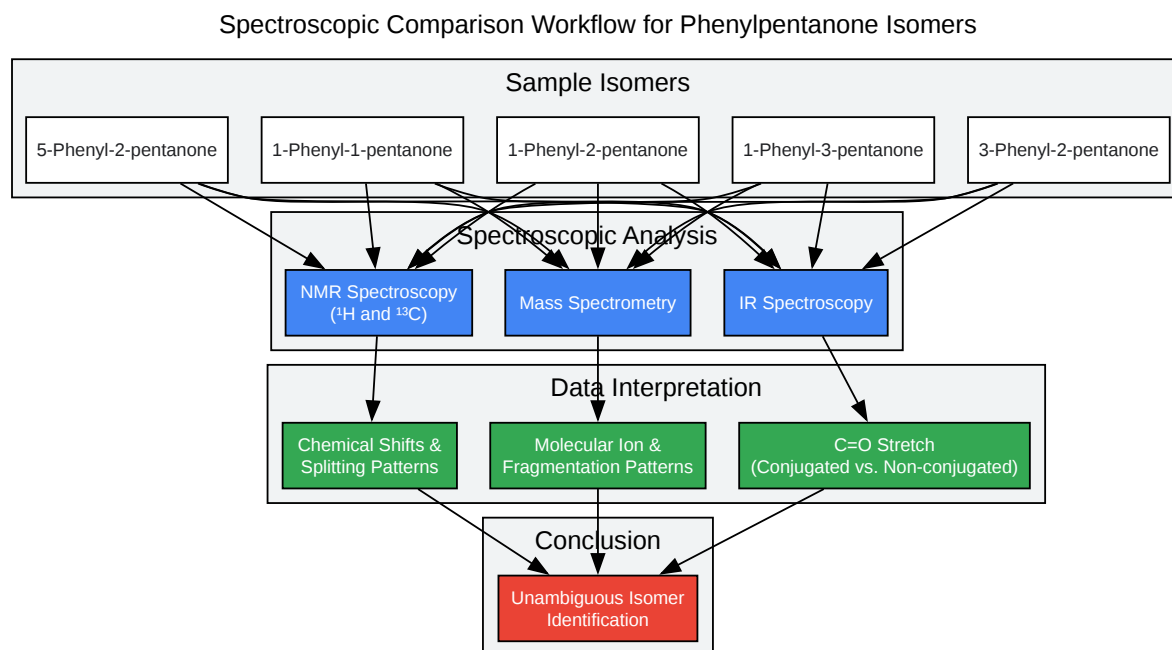 Spectroscopic Comparison Workflow for Phenylpentanone Isomers
Sample Isomers
5-Phenyl-2-pentanone
1-Phenyl-1-pentanone
1-Phenyl-2-pentanone
1-Phenyl-3-pentanone
3-Phenyl-2-pentanone
Spectroscopic Analysis
NMR Spectroscopy
(¹H and ¹³C)
Mass Spectrometry
IR Spectroscopy
Data Interpretation
Chemical Shifts &
Splitting Patterns
Molecular Ion &
Fragmentation Patterns
C=O Stretch
(Conjugated vs. Non-conjugated)
Conclusion
Unambiguous Isomer
Identification